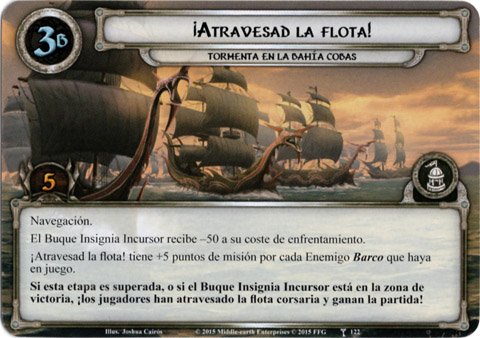 3B
¡ATRAVESAD LA FLOTA!
TORMENTA EN LA BAHÍA COBAS
5
Navegación.
El Buque Insignia Incursor recibe –50 a su coste de enfrentamiento.
¡Atravesad la flota! tiene +5 puntos de misión por cada Enemigo Barco que haya
en juego.
Si esta etapa es superada, o si el Buque Insignia Incursor está en la zona de
victoria, ¡los jugadores han atravesado la flota corsaria y ganan la partida!
Illus. Joshua Cairós © 2015 Middle-earth Enterprises © 2015 FFG 122